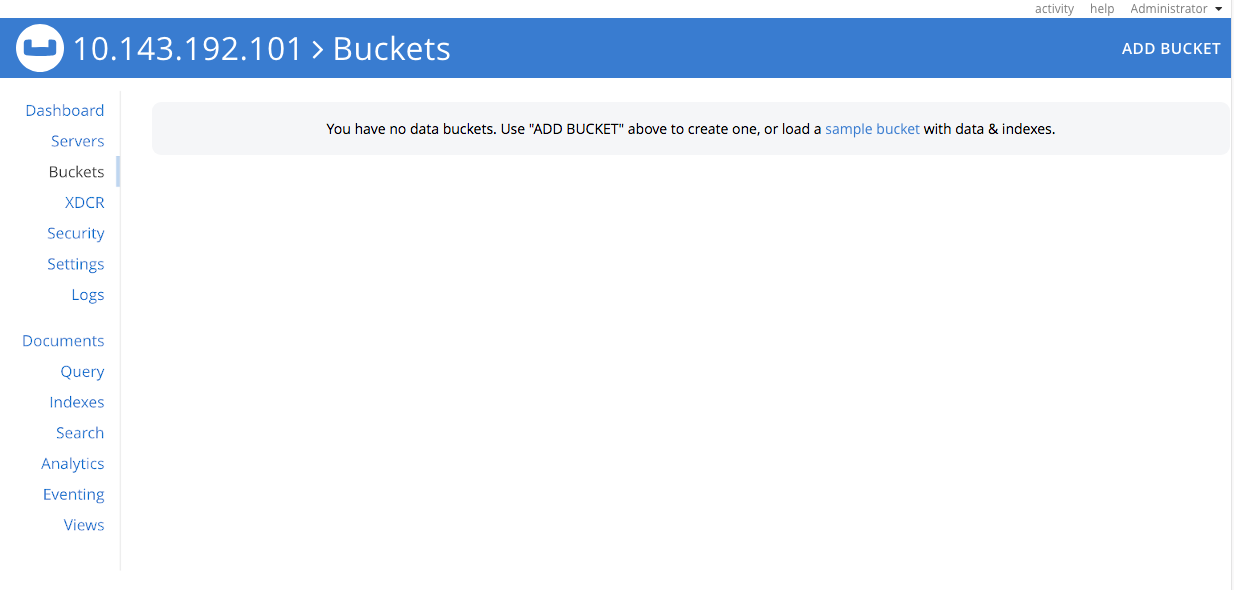 activity help Administrator
10.143.192.101 > Buckets ADD BUCKET
Dashboard
You have no data buckets. Use "ADD BUCKET" above to create one, or load a sample bucket with data & indexes.
Servers
Buckets
XDCR
Security
Settings
Logs
Documents
Query
Indexes
Search
Analytics
Eventing
Views